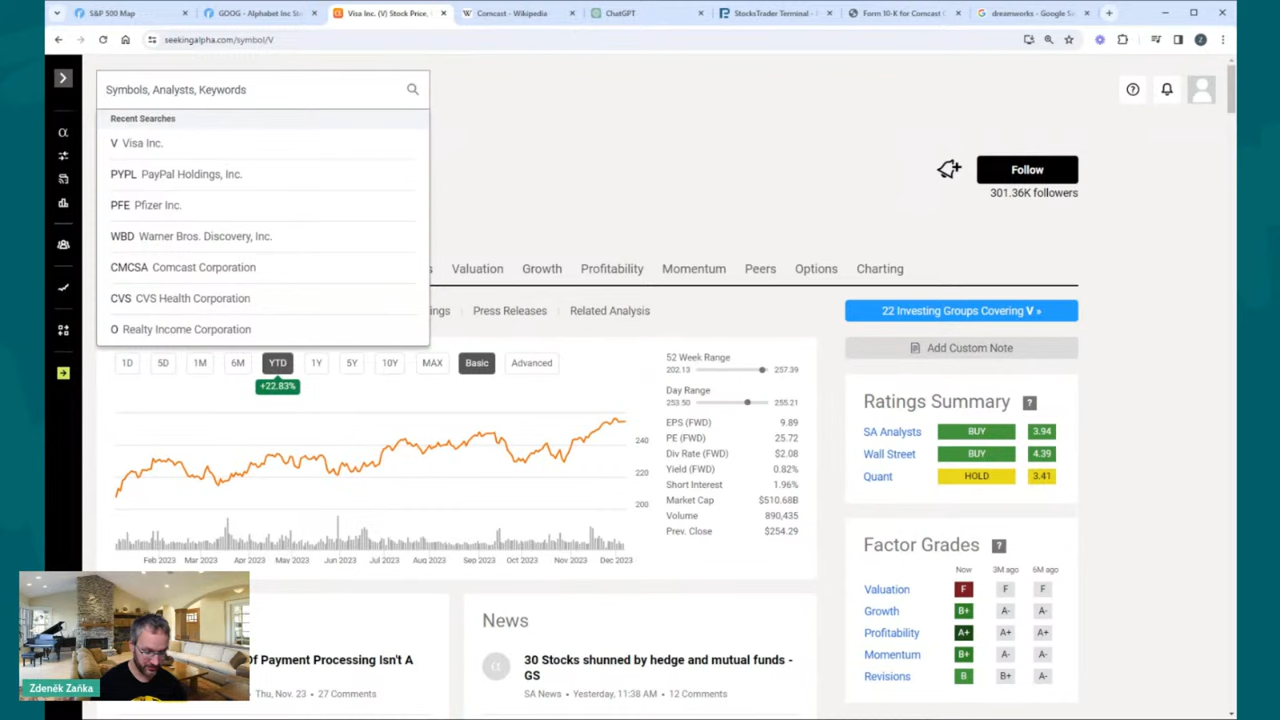 S&P 500 Map
GOOG - Alphabet Inc Sto
Visa Inc. (V) Stock Price,
Comcast - Wikipedia
ChatGPT
StocksTrader Terminal -
Form 10-K for Comcast C
dreamworks - Google Se
seekingalpha.com/symbol/V
Z
Symbols, Analysts, Keywords
Recent Searches
V Visa Inc.
PYPL PayPal Holdings, Inc.
PFE Pfizer Inc.
WBD Warner Bros. Discovery, Inc.
CMCSA Comcast Corporation
CVS CVS Health Corporation
O Realty Income Corporation
Follow
301.36K followers
s Valuation Growth Profitability Momentum Peers Options Charting
ngs Press Releases Related Analysis
22 Investing Groups Covering V »
Add Custom Note
1D 5D 1M 6M YTD 1Y 5Y 10Y MAX Basic Advanced
+22.83%
240
220
200
Feb 2023 Mar 2023 Apr 2023 May 2023 Jun 2023 Jul 2023 Aug 2023 Sep 2023 Oct 2023 Nov 2023 Dec 2023
52 Week Range
202.13 257.39
Day Range
253.50 255.21
EPS (FWD) 9.89
PE (FWD) 25.72
Div Rate (FWD) $2.08
Yield (FWD) 0.82%
Short Interest 1.96%
Market Cap $510.68B
Volume 890,435
Prev. Close $254.29
Ratings Summary ?
SA Analysts BUY 3.94
Wall Street BUY 4.39
Quant HOLD 3.41
Factor Grades ?
Now 3M ago 6M ago
Valuation F F F
Growth B+ A- A-
Profitability A+ A+ A+
Momentum B+ A- A-
Revisions B B+ A-
Of Payment Processing Isn't A
Thu, Nov. 23 • 27 Comments
News
30 Stocks shunned by hedge and mutual funds -
GS
SA News • Yesterday, 11:38 AM • 12 Comments
Zdeněk Zaňka